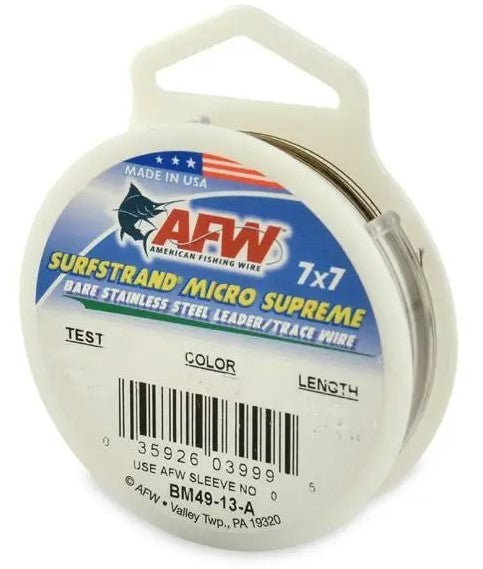 MADE IN USA
AFW
AMERICAN FISHING WIRE
7x7
SURFSTRAND® MICRO SUPREME
BARE STAINLESS STEEL LEADER/TRACE WIRE
TEST COLOR LENGTH
0 35926 03999 5
USE AFW SLEEVE NO 0
BM49-13-A
© AFW • Valley Twp., PA 19320